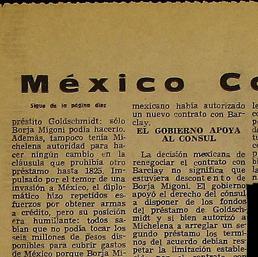 México Co
Sigue de la página diez
préstito Goldschmidt: sólo
Borja Migoni podía hacerlo.
Además, tampoco tenía Mi-
chelena autoridad para ha-
cer ningún cambio en la
cláusula que prohibía otro
préstamo hasta 1825. Im-
pulsado por el temor de una
invasión a México, el diplo-
mático hizo repetidos es-
fuerzos por obtener armas
a crédito, pero su posición
era humillante: todos sa-
bían que no podía tocar los
seis millones de pesos dis-
ponibles para cubrir gastos
de México porque Borja Mi-
mexicano había autorizado
un nuevo contrato con Bar-
clay.
EL GOBIERNO APOYA
AL CONSUL
La decisión mexicana de
renegociar el contrato con
Barclay no significa que
estuviera descontento de
Borja Migoni. El gobierno
apoyó el derecho del cónsul
a disponer de los fondos
del préstamo de Goldsch-
midt y si bien autorizó a
Michelena a arreglar un se-
gundo préstamo, los térmi-
nos del acuerdo debían res-
petar la limitación estable-